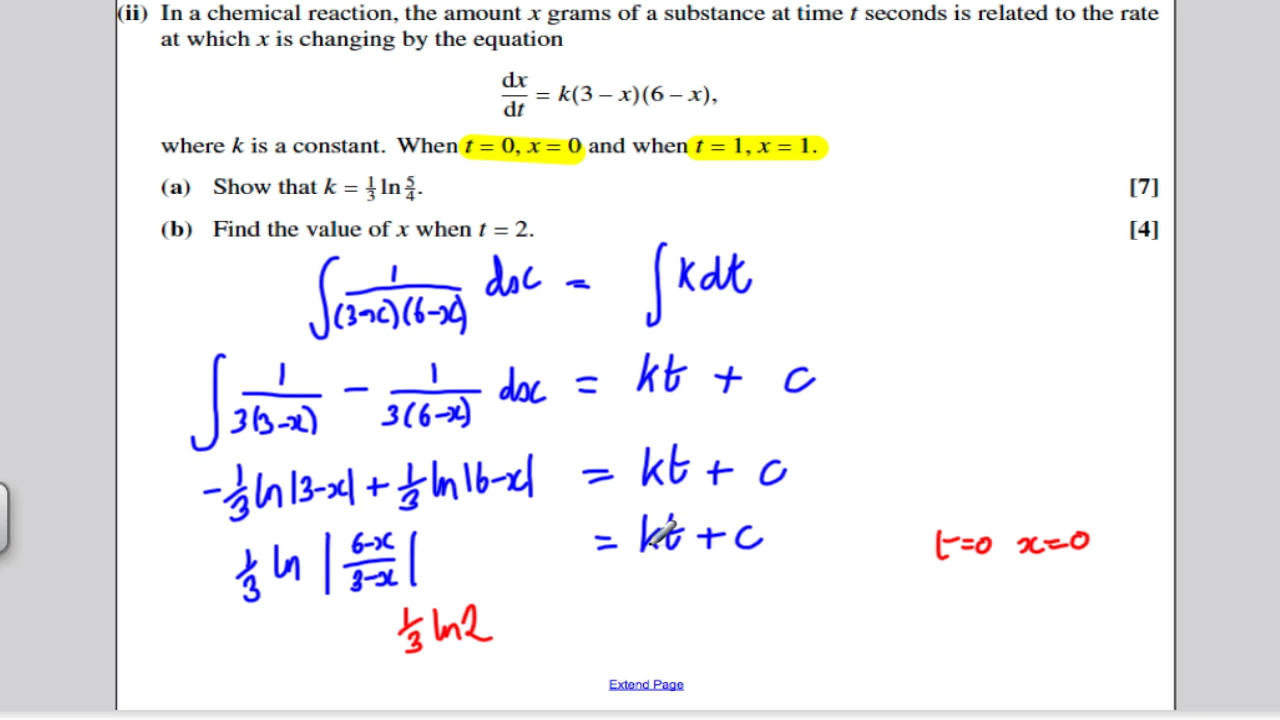 (ii) In a chemical reaction, the amount x grams of a substance at time t seconds is related to the rate
at which x is changing by the equation
dx/dt = k(3 – x)(6 – x),
where k is a constant. When t = 0, x = 0 and when t = 1, x = 1.
(a) Show that k = 1/3 ln 5/4. [7]
(b) Find the value of x when t = 2. [4]
∫ 1/((3-x)(6-x)) dx = ∫ k dt
∫ 1/(3(3-x)) - 1/(3(6-x)) dx = kt + c
-1/3 ln|3-x| + 1/3 ln|6-x| = kt + c
1/3 ln |(6-x)/(3-x)| = kt + c t=0 x=0
1/3 ln2
Extend Page